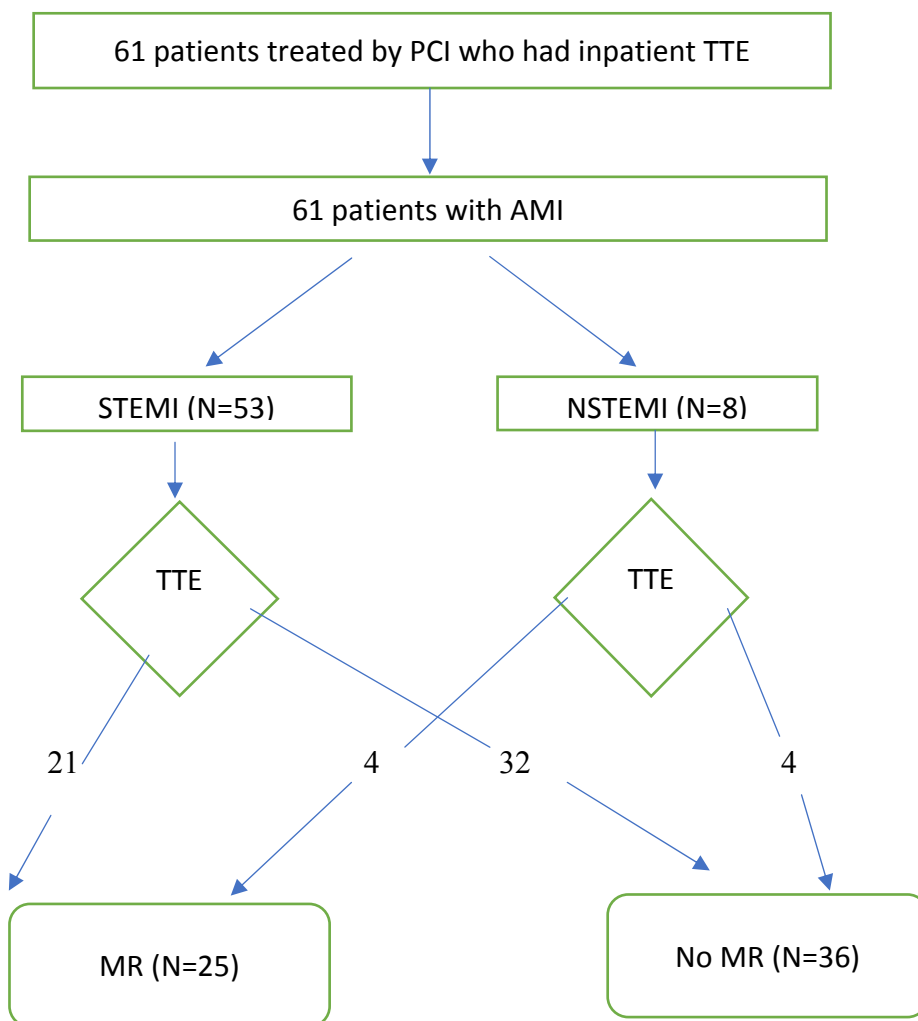 61 patients treated by PCI who had inpatient TTE
61 patients with AMI
STEMI (N=53)
NSTEMI (N=8)
TTE
TTE
21
4
32
4
MR (N=25)
No MR (N=36)